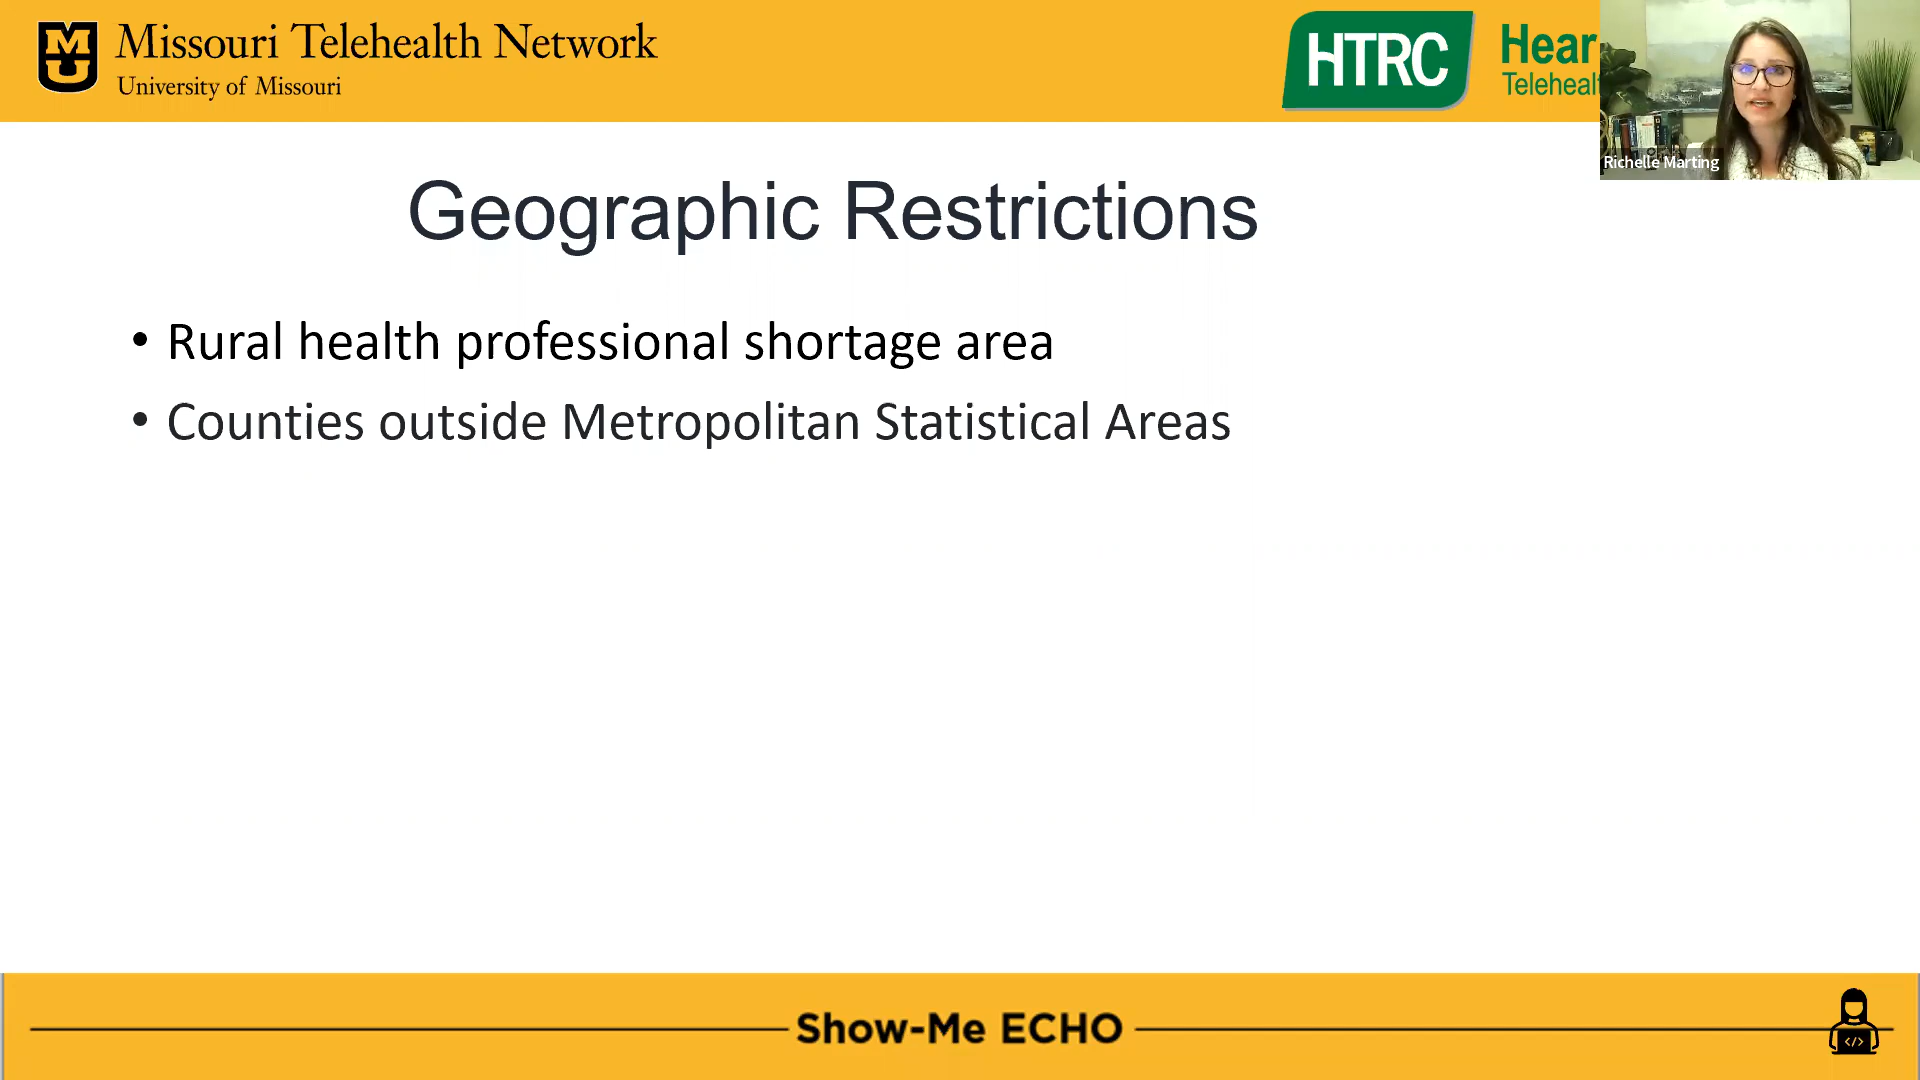 MU
Missouri Telehealth Network
University of Missouri
HTRC
Hear
Teleheal
Richelle Marting
Geographic Restrictions
• Rural health professional shortage area
• Counties outside Metropolitan Statistical Areas
Show-Me ECHO
</>